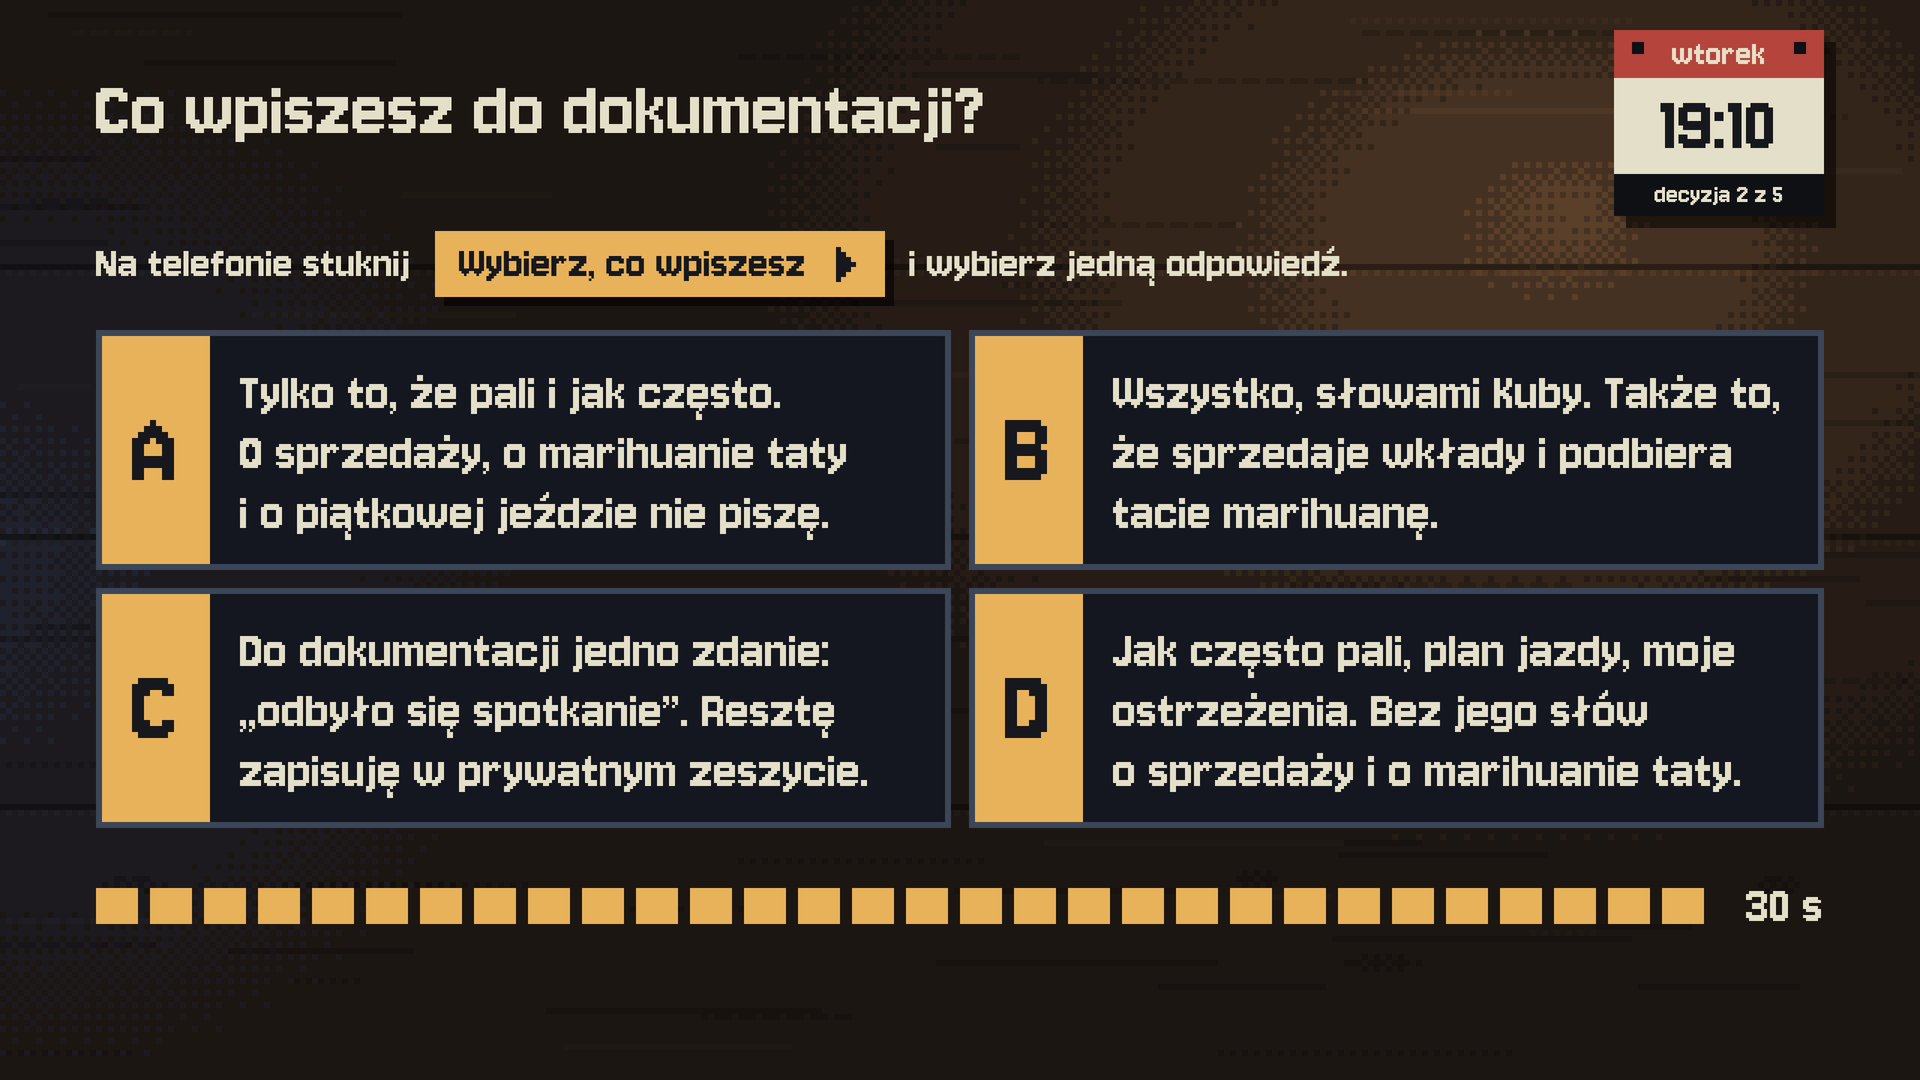 wtorek
19:10
decyzja 2 z 5
Co wpiszesz do dokumentacji?
Na telefonie stuknij Wybierz, co wpiszesz i wybierz jedną odpowiedź.
A
Tylko to, że pali i jak często.
O sprzedaży, o marihuanie taty
i o piątkowej jeździe nie piszę.
B
Wszystko, słowami Kuby. Także to,
że sprzedaje wkłady i podbiera
tacie marihuanę.
C
Do dokumentacji jedno zdanie:
„odbyło się spotkanie”. Resztę
zapisuję w prywatnym zeszycie.
D
Jak często pali, plan jazdy, moje
ostrzeżenia. Bez jego słów
o sprzedaży i o marihuanie taty.
30 s